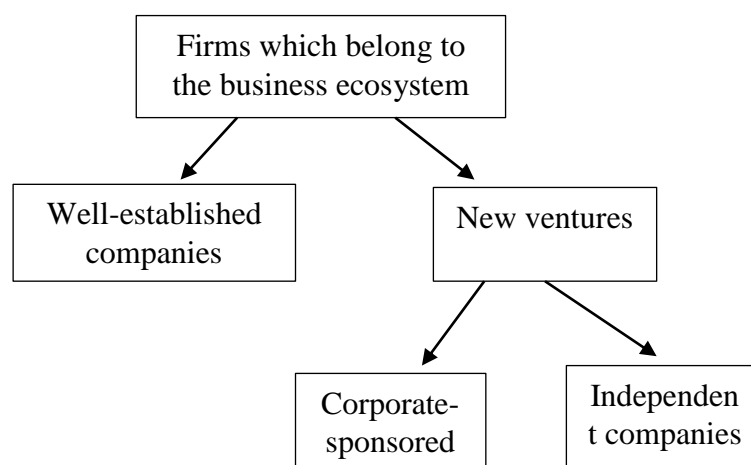 Firms which belong to
the business ecosystem
Well-established
companies
New ventures
Corporate-
sponsored
Independen
t companies